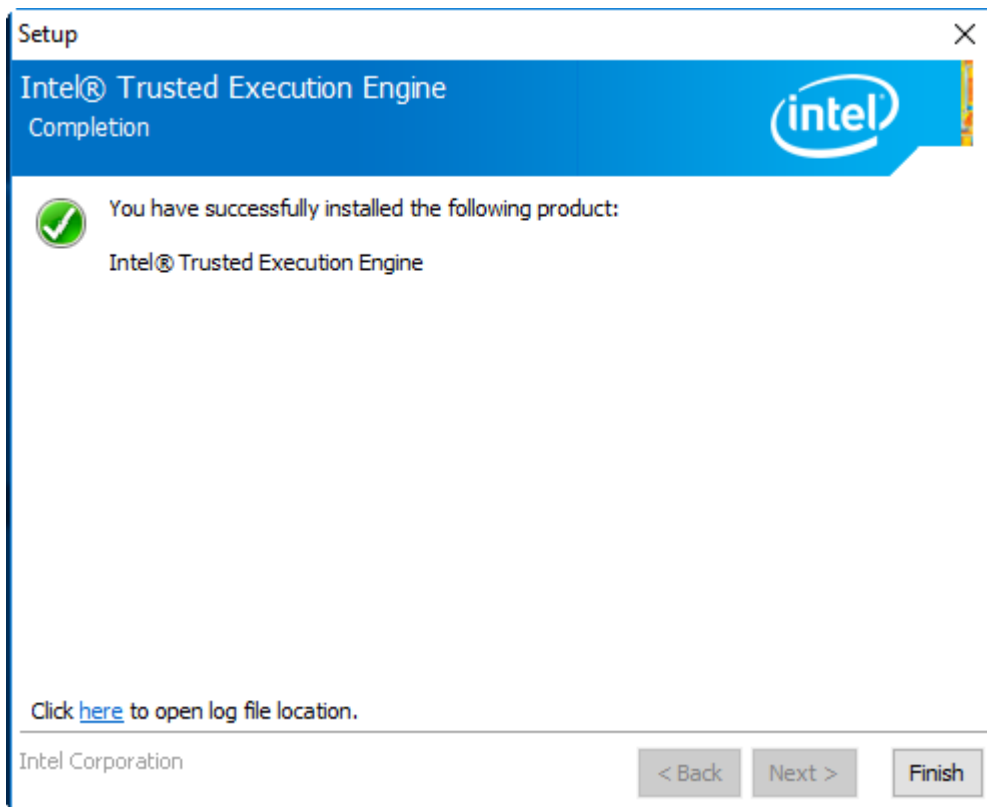 Setup
Intel® Trusted Execution Engine
Completion
intel
You have successfully installed the following product:
Intel® Trusted Execution Engine
Click here to open log file location.
Intel Corporation
< Back
Next >
Finish